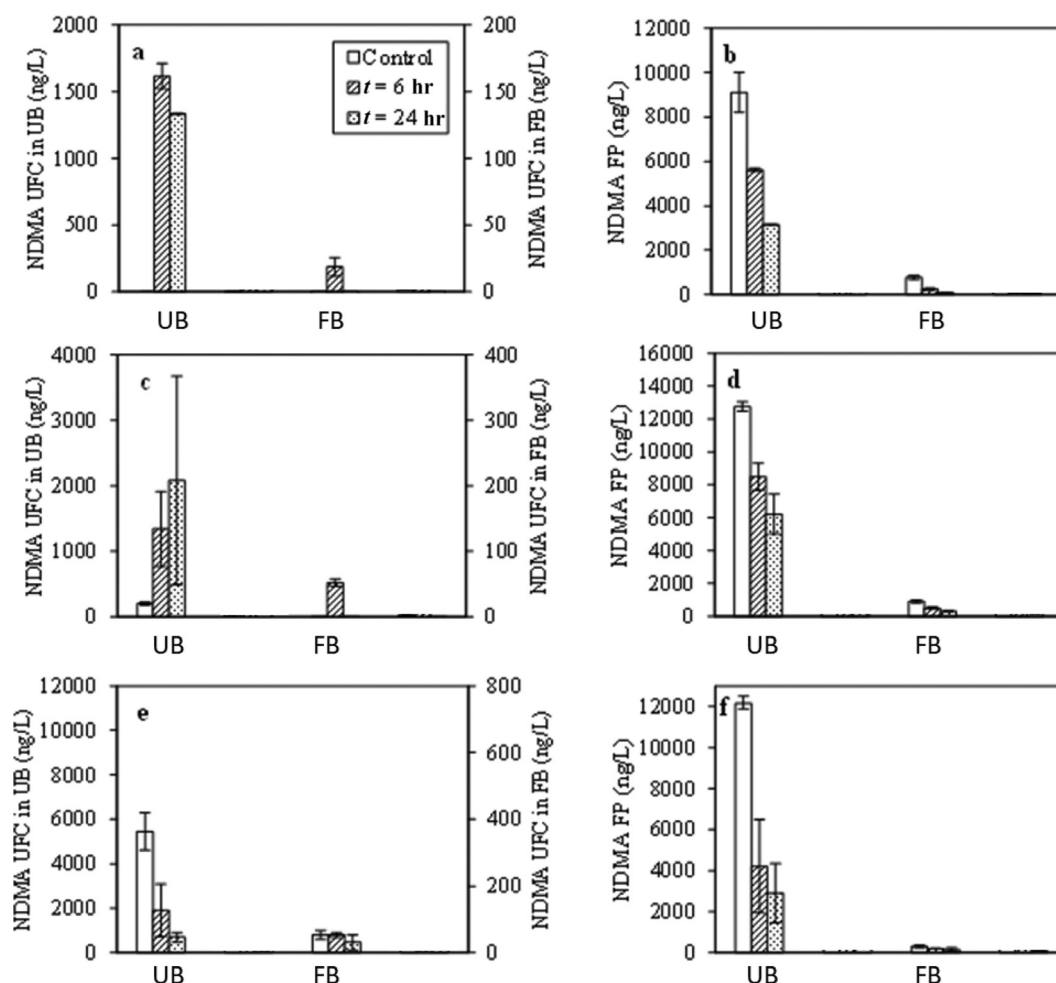 NDMA UFC in UB (ng/L)
2000
1500
1000
500
0
a
Control
t = 6 hr
t = 24 hr
200
150
100
50
0
NDMA UFC in FB (ng/L)
UB
FB
NDMA FP (ng/L)
12000
10000
8000
6000
4000
2000
0
b
UB
FB
NDMA UFC in UB (ng/L)
4000
3000
2000
1000
0
c
400
300
200
100
0
NDMA UFC in FB (ng/L)
UB
FB
NDMA FP (ng/L)
16000
14000
12000
10000
8000
6000
4000
2000
0
d
UB
FB
NDMA UFC in UB (ng/L)
12000
10000
8000
6000
4000
2000
0
e
800
600
400
200
0
NDMA UFC in FB (ng/L)
UB
FB
NDMA FP (ng/L)
12000
10000
8000
6000
4000
2000
0
f
UB
FB